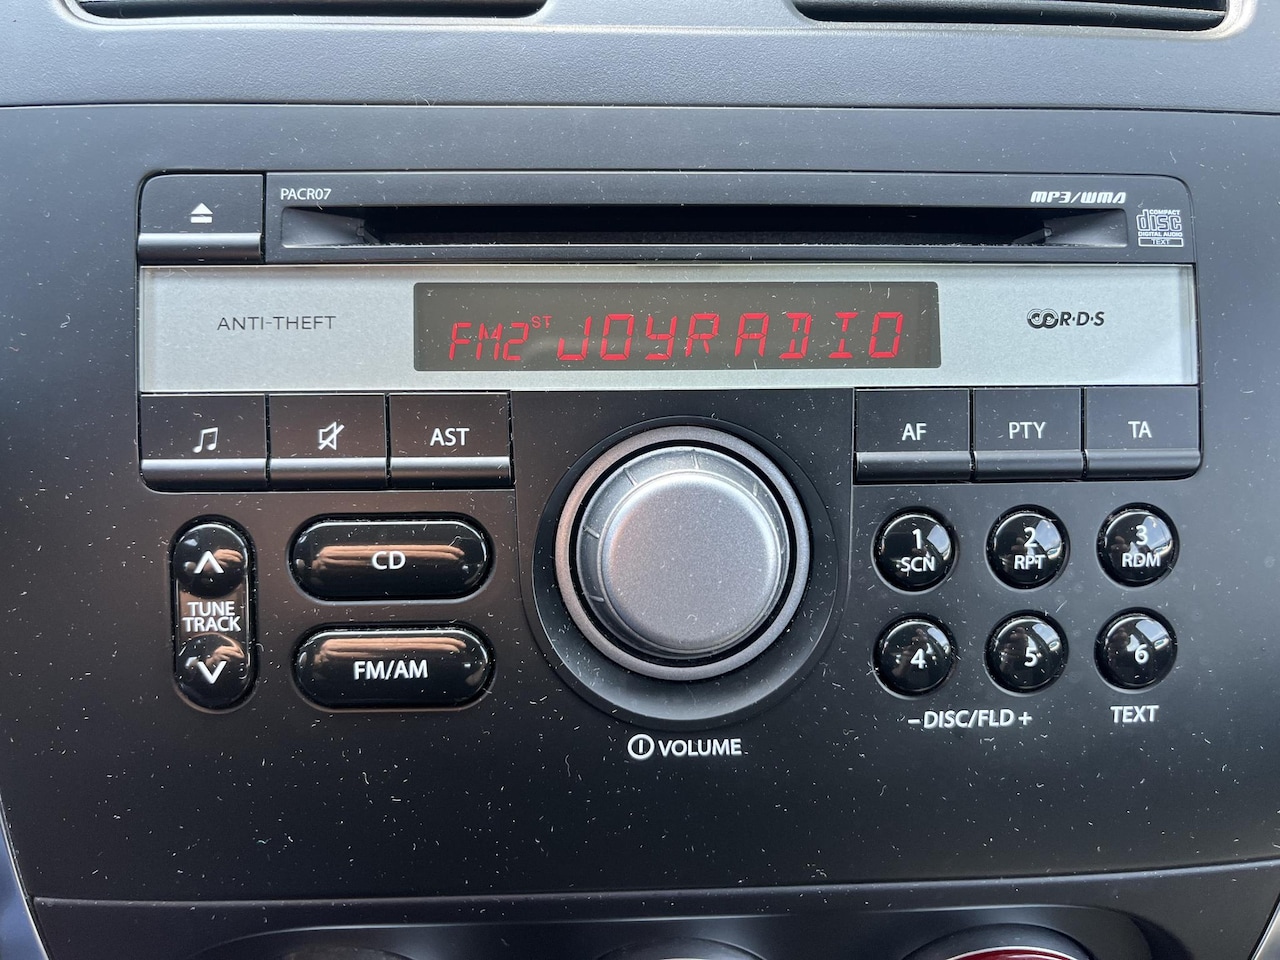 PACR07
MP3/WMA
COMPACT
disc
DIGITAL AUDIO
TEXT
ANTI-THEFT
FM2 ST JOYRADIO
R·D·S
AST
AF
PTY
TA
1
SCN
2
RPT
3
RDM
CD
TUNE
TRACK
FM/AM
4
5
6
–DISC/FLD+
TEXT
VOLUME